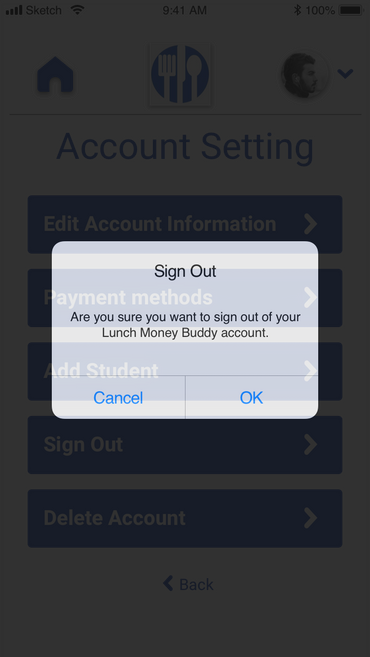 Sketch 9:41 AM 100%
Account Setting
Edit Account Information
Sign Out
Payment methods
Are you sure you want to sign out of your
Lunch Money Buddy account.
Add Student
Cancel OK
Sign Out
Delete Account
Back